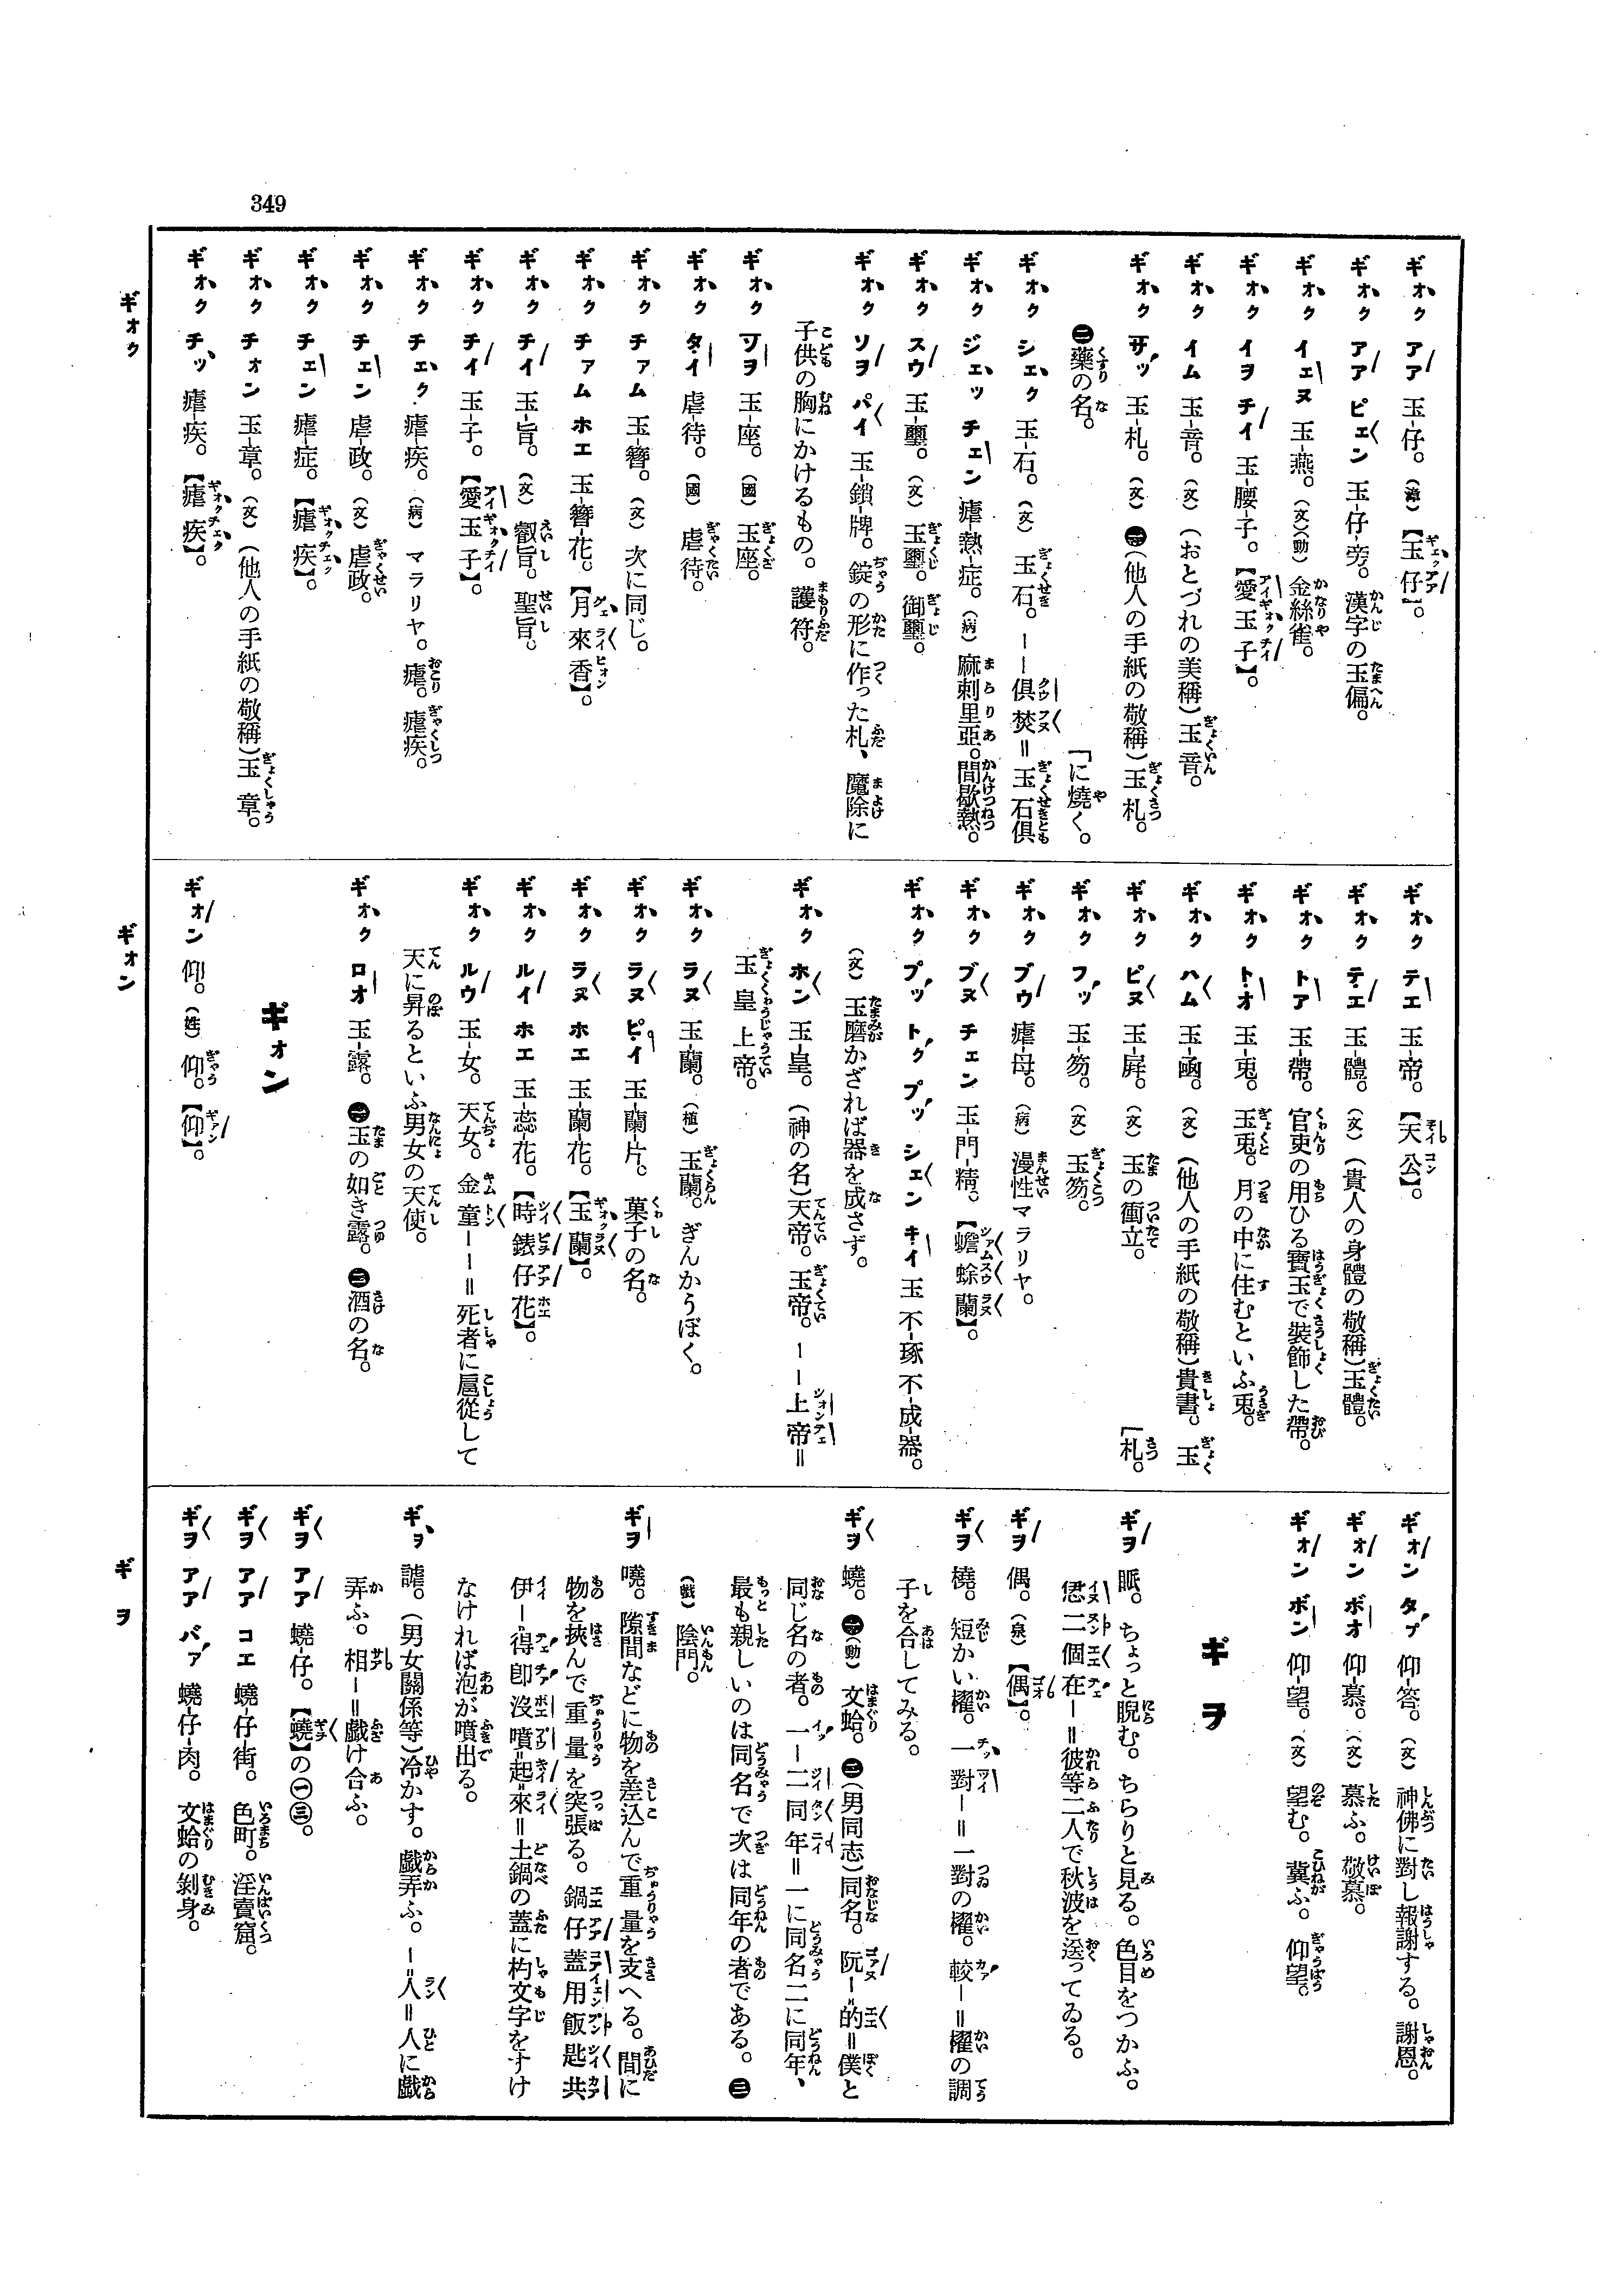 349
ギオク アア 玉-仔。（漳）【玉仔】。
ギオク アア ピエン 玉-仔-旁。漢字の玉偏。
ギオク イエヌ 玉-燕。（文）（動）金絲雀。
ギオク イヲ チイ 玉-腰-子。【愛玉子】。
ギオク イム 玉-音。（文）（おとづれの美稱）玉音。
ギオク サッ 玉-札。（文）㊀（他人の手紙の敬稱）玉札。
㊁藥の名。
「に燒く。
ギオク シエク 玉-石。（文）玉石。――俱焚＝玉石俱
ギオク ジエッ チエン 瘧-熱-症。（病）麻刺里亞。間歇熱。
ギオク スウ 玉-璽。（文）玉璽。御璽。
ギオク ソヲ パイ 玉-鎖-牌。錠の形に作った札、魔除に
子供の胸にかけるもの。護符。
ギオク ソヲ 玉-座。（國）玉座。
ギオク タイ 虐-待。（國）虐待。
ギオク チアム 玉-簪。（文）次に同じ。
ギオク チアム ホエ 玉-簪-花。【月來香】。
ギオク チイ 玉-旨。（文）叡旨。聖旨。
ギオク チイ 玉-子。【愛玉子】。
ギオク チエク 瘧-疾。（病）マラリヤ。瘧。瘧疾。
ギオク チエン 虐-政。（文）虐政。
ギオク チエン 瘧-症。【瘧疾】。
ギオク チオン 玉-章。（文）（他人の手紙の敬稱）玉章。
ギオク チッ 瘧-疾。【瘧疾】。
ギオク
ギオク テエ 玉-帝。【天公】。
ギオク テエ 玉-體。（文）（貴人の身體の敬稱）玉體。
ギオク トア 玉-帶。官吏の用ひる寶玉で裝飾した帶。
ギオク トオ 玉-兎。玉兎。月の中に住むといふ兎。
ギオク ハム 玉-函。（文）（他人の手紙の敬稱）貴書。玉
「札。
ギオク ピヌ 玉-屛。（文）玉の衝立。
ギオク フッ 玉-笏。（文）玉笏。
ギオク ブウ 瘧-母。（病）漫性マラリヤ。
ギオク ブヌ チエン 玉-門-精。【蟾蜍蘭】。
ギオク プッ トク プッ シエン キイ 玉 不-琢 不-成-器。
（文）玉磨かざれば器を成さず。
ギオク ホン 玉-皇。（神の名）天帝。玉帝。――上帝＝
玉皇上帝。
ギオク ラヌ 玉-蘭。（植）玉蘭。ぎんかうぼく。
ギオク ラヌ ピイ 玉-蘭-片。菓子の名。
ギオク ラヌ ホエ 玉-蘭-花。【玉蘭】。
ギオク ルイ ホエ 玉-蕊-花。【時錶仔花】。
ギオク ルウ 玉-女。天女。金童――＝死者に扈從して
天に昇るといふ男女の天使。
ギオク ロオ 玉-露。㊀玉の如き露。㊁酒の名。
ギオン
ギオン 仰。（姓）仰。【仰】。
ギオン
ギオン タプ 仰-答。（文）神佛に對し報謝する。謝恩。
ギオン ボオ 仰-慕。（文）慕ふ。敬慕。
ギオン ボン 仰-望。（文）望む。冀ふ。仰望。
ギヲ
ギヲ ちょっと睨む。ちらりと見る。色目をつかふ。
二個在―＝彼等二人で秋波を送ってゐる。
ギヲ 偶。（泉）【偶】。
ギヲ 橈。短かい櫂。一對―＝一對の櫂。較―＝櫂の調
子を合してみる。
ギヲ 蟯。㊀（動）文蛤。㊁（男同志）同名。阮―的＝僕と
同じ名の者。一―二同年＝一に同名二に同年、
最も親しいのは同名で次は同年の者である。㊂
（戲）陰門。
ギヲ 隙間などに物を差込んで重量を支へる。間に
物を挾んで重量を突張る。鍋仔蓋用飯匙共
伊―得卽沒噴起來＝土鍋の蓋に杓文字をすけ
なければ泡が噴出る。
ギヲ 謔。（男女關係等）冷かす。戲弄ふ。―人＝人に戲
弄ふ。相―＝戲け合ふ。
ギヲ アア 蟯-仔。【蟯】の㊀㊂。
ギヲ アア コエ 蟯-仔-街。色町。淫賣窟。
ギヲ アア バァ 蟯-仔-肉。文蛤の剝身。
ギヲ